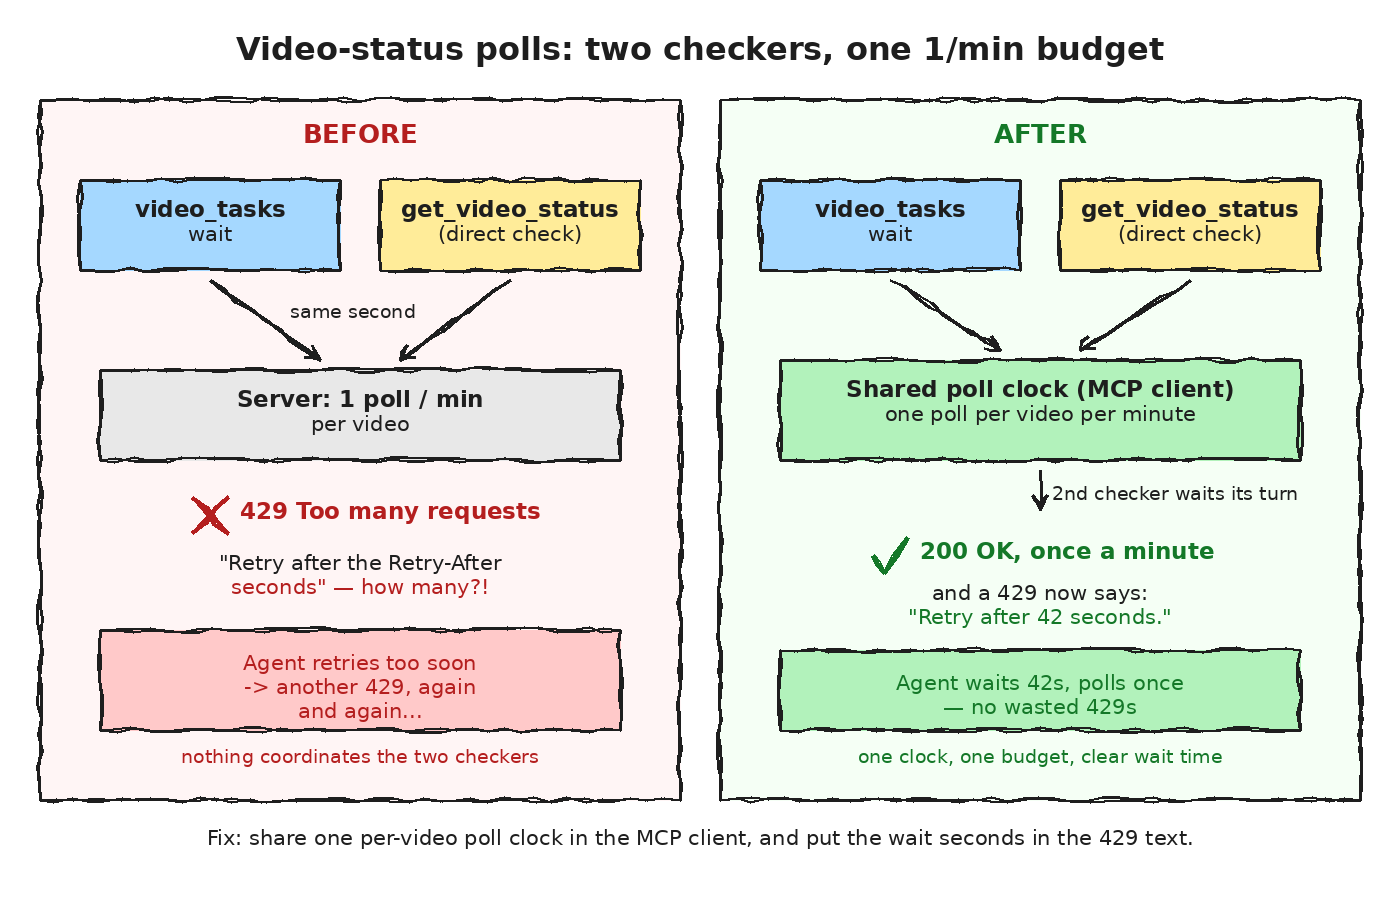 Video-status polls: two checkers, one 1/min budget
BEFORE
video_tasks
wait
get_video_status
(direct check)
same second
Server: 1 poll / min
per video
429 Too many requests
"Retry after the Retry-After
seconds" — how many?!
Agent retries too soon
-> another 429, again
and again...
nothing coordinates the two checkers
AFTER
video_tasks
wait
get_video_status
(direct check)
Shared poll clock (MCP client)
one poll per video per minute
2nd checker waits its turn
200 OK, once a minute
and a 429 now says:
"Retry after 42 seconds."
Agent waits 42s, polls once
— no wasted 429s
one clock, one budget, clear wait time
Fix: share one per-video poll clock in the MCP client, and put the wait seconds in the 429 text.